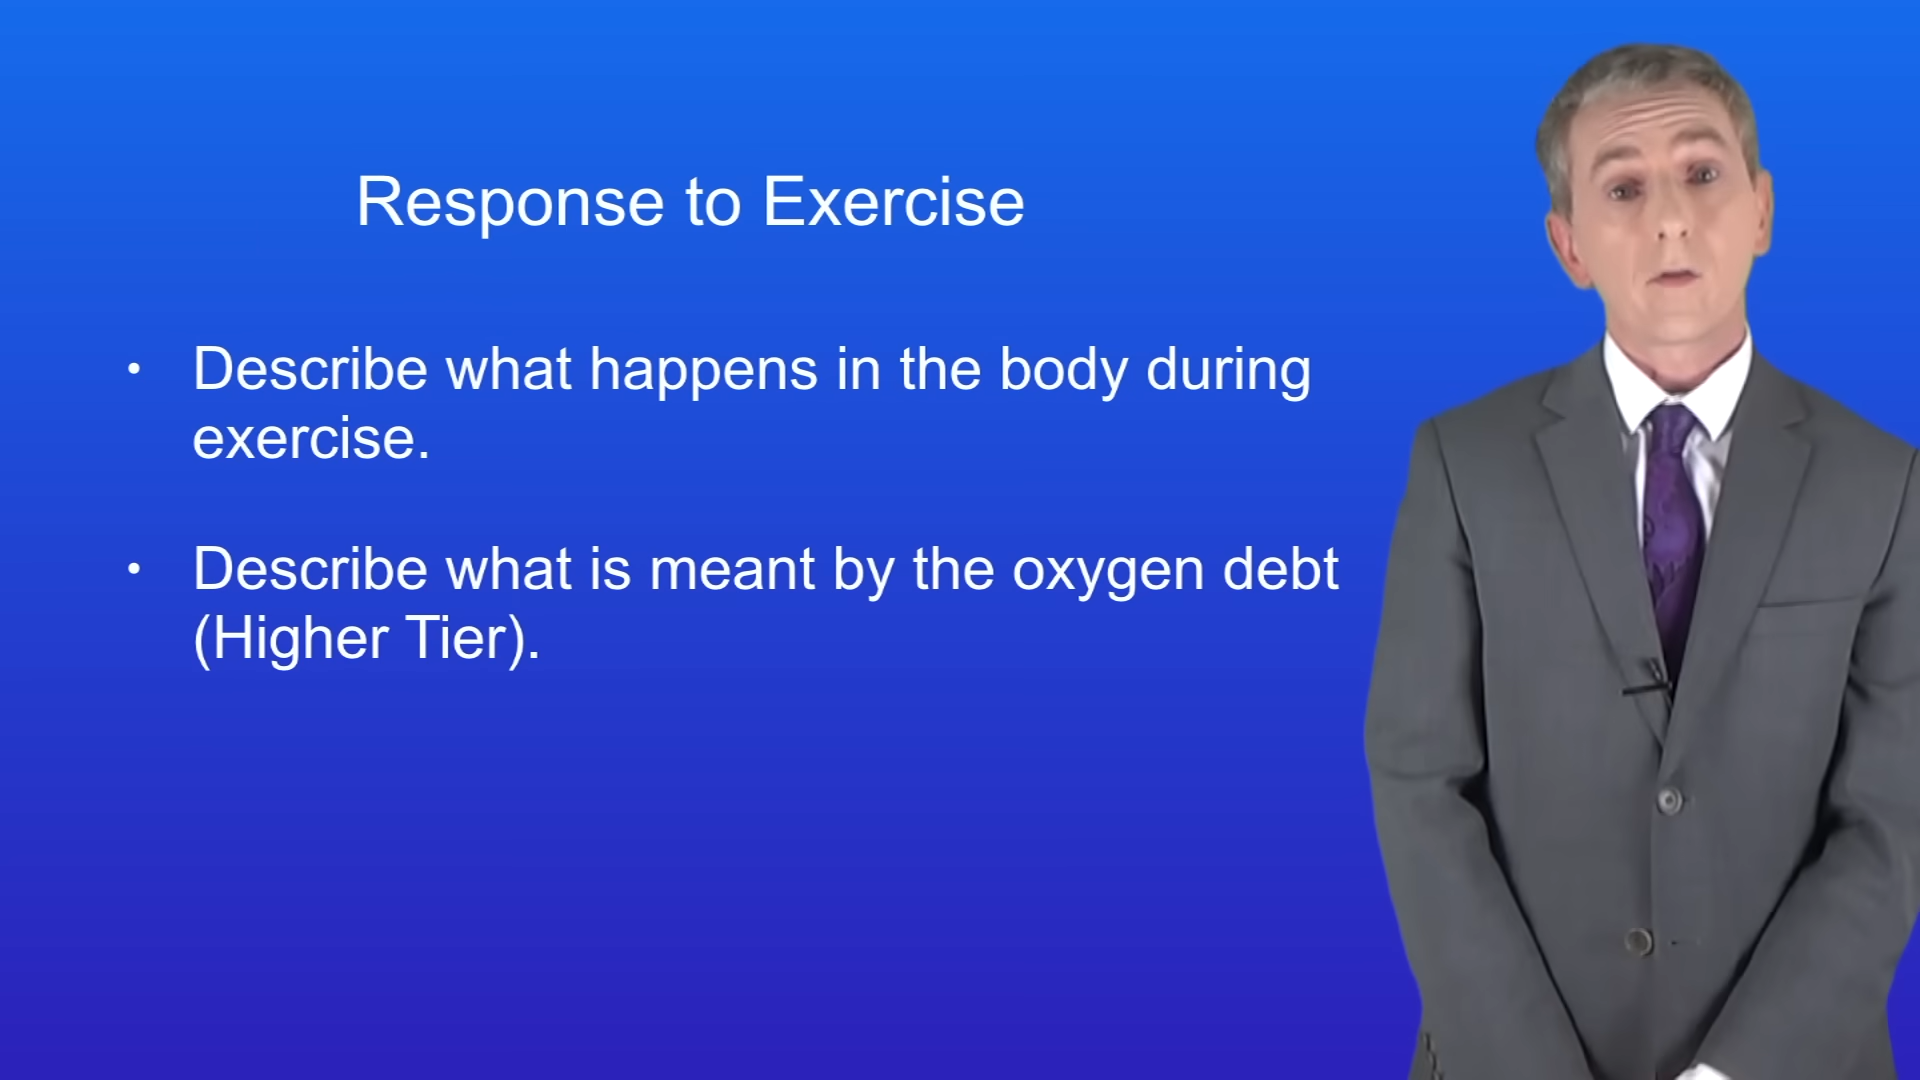 Response to Exercise
• Describe what happens in the body during
exercise.
• Describe what is meant by the oxygen debt
(Higher Tier).